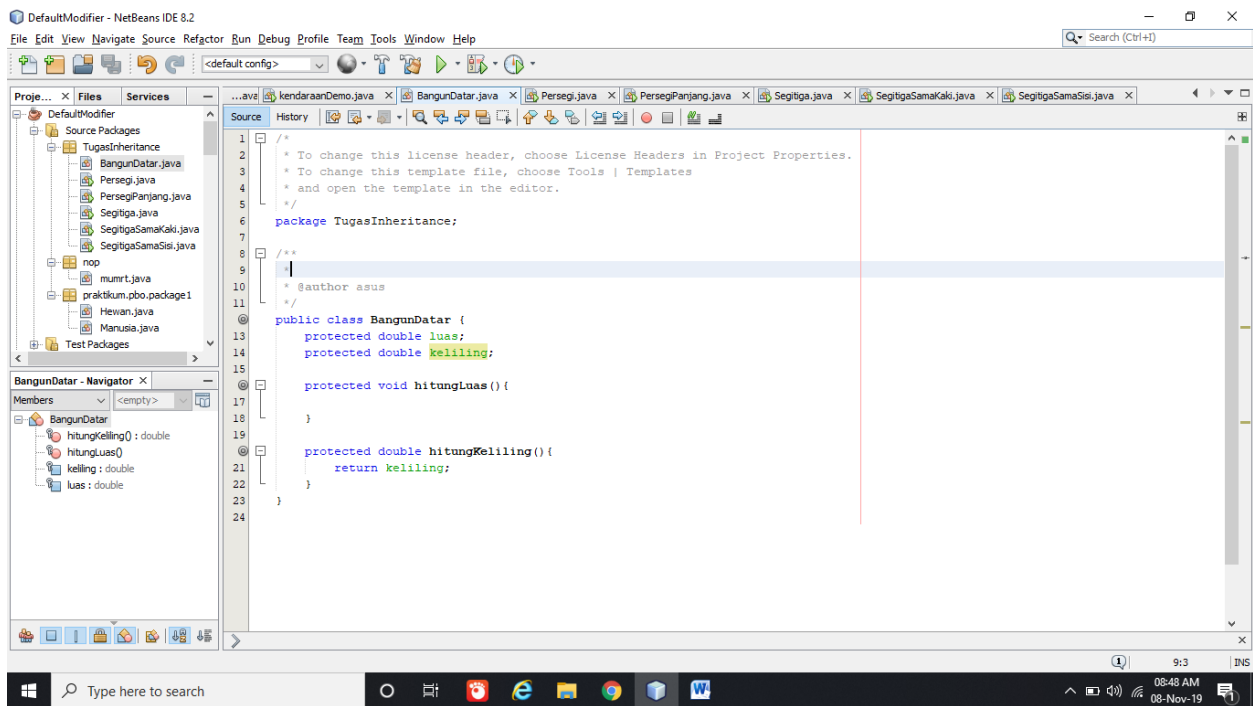 DefaultModifier - NetBeans IDE 8.2
File Edit View Navigate Source Refactor Run Debug Profile Team Tools Window Help
Search (Ctrl+I)
<default config>
Proje... Files Services
...ava kendaraanDemo.java BangunDatar.java Persegi.java PersegiPanjang.java Segitiga.java SegitigaSamaKaki.java SegitigaSamaSisi.java
DefaultModifier
Source Packages
TugasInheritance
BangunDatar.java
Persegi.java
PersegiPanjang.java
Segitiga.java
SegitigaSamaKaki.java
SegitigaSamaSisi.java
nop
mumrt.java
praktikum.pbo.package1
Hewan.java
Manusia.java
Test Packages
BangunDatar - Navigator
Members <empty>
BangunDatar
hitungKeliling() : double
hitungLuas()
keliling : double
luas : double
Source History
1 /*
2 * To change this license header, choose License Headers in Project Properties.
3 * To change this template file, choose Tools | Templates
4 * and open the template in the editor.
5 */
6 package TugasInheritance;
7
8 /**
9 *
10 * @author asus
11 */
public class BangunDatar {
13 protected double luas;
14 protected double keliling;
15
protected void hitungLuas(){
17
18 }
19
protected double hitungKeliling(){
21 return keliling;
22 }
23 }
24
1 9:3 INS
Type here to search
08:48 AM
08-Nov-19
1